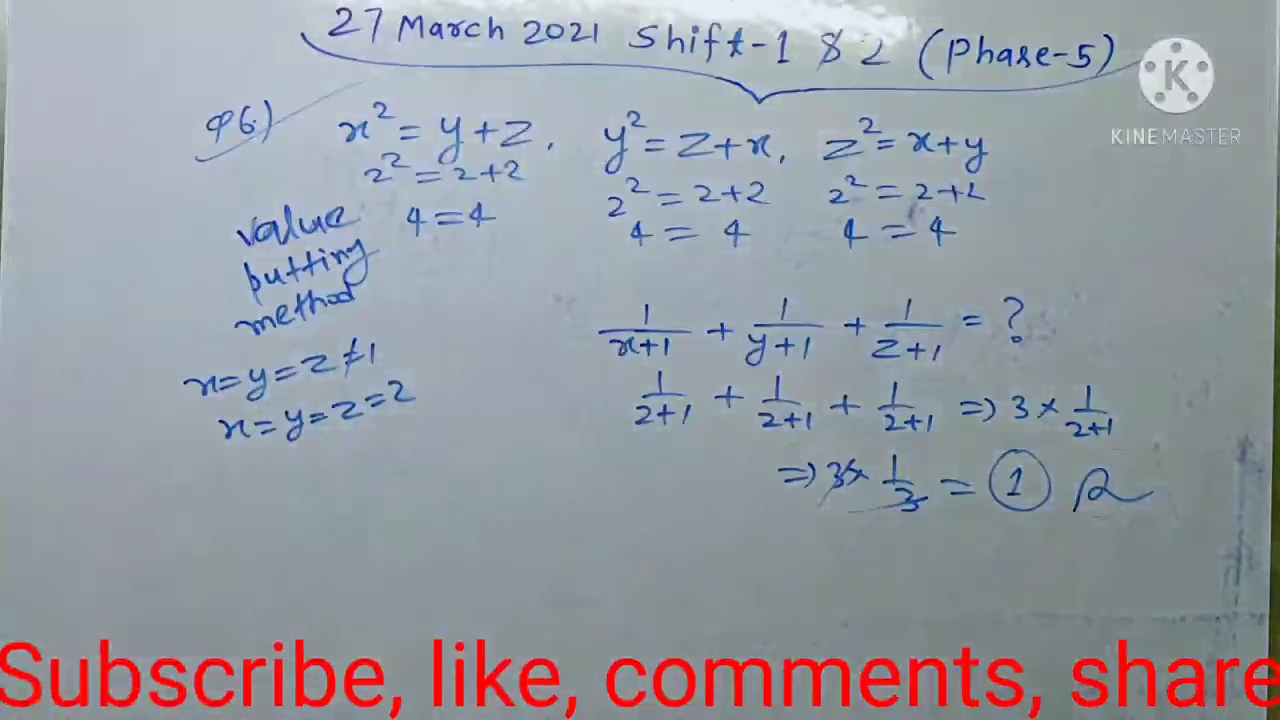 27 March 2021 Shift-1 & 2 (Phase-5)
KINEMASTER
Q6) x² = y+z, y² = z+x, z² = x+y
2² = 2+2 2² = 2+2 2² = 2+2
4 = 4 4 = 4 4 = 4
value
putting
method
1/(x+1) + 1/(y+1) + 1/(z+1) = ?
x=y=z≠1
x=y=z=2
1/(2+1) + 1/(2+1) + 1/(2+1) => 3 × 1/(2+1)
=> 3 × 1/3 = 1
Subscribe, like, comments, share